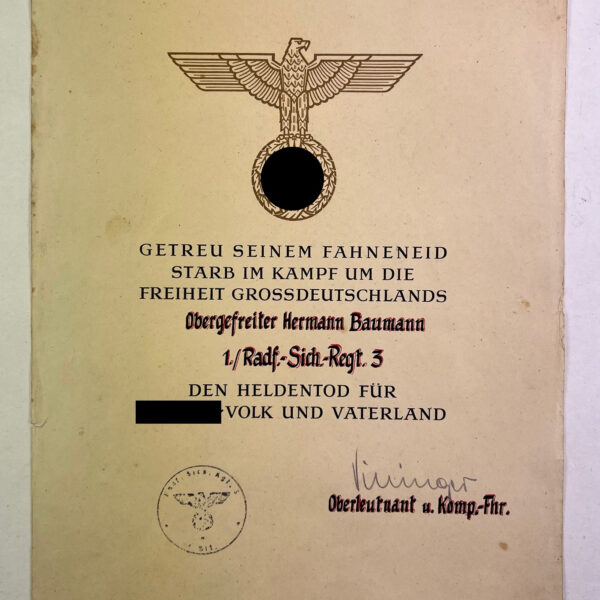 GETREU SEINEM FAHNENEID
STARB IM KAMPF UM DIE
FREIHEIT GROSSDEUTSCHLANDS
Obergefreiter Hermann Baumann
1./Radf.-Sich.-Regt. 3
DEN HELDENTOD FÜR
VOLK UND VATERLAND
Oberleutnant u. Komp.-Fhr.